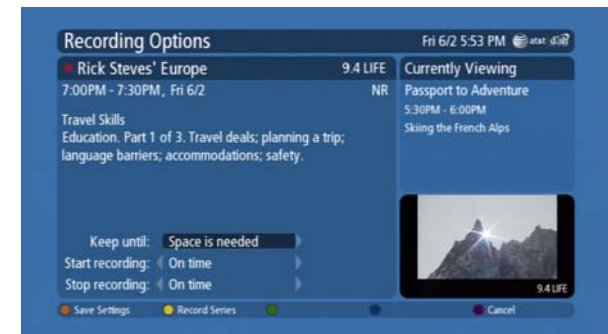 Recording Options
Fri 6/2 5:53 PM at&t dish
Rick Steves' Europe 9.4 LIFE
7:00PM - 7:30PM, Fri 6/2 NR
Travel Skills
Education. Part 1 of 3. Travel deals; planning a trip;
language barriers; accommodations; safety.
Keep until: Space is needed
Start recording: On time
Stop recording: On time
Currently Viewing
Passport to Adventure
5:30PM - 6:00PM
Skiing the French Alps
9.4 LIFE
Save Settings Record Series Cancel